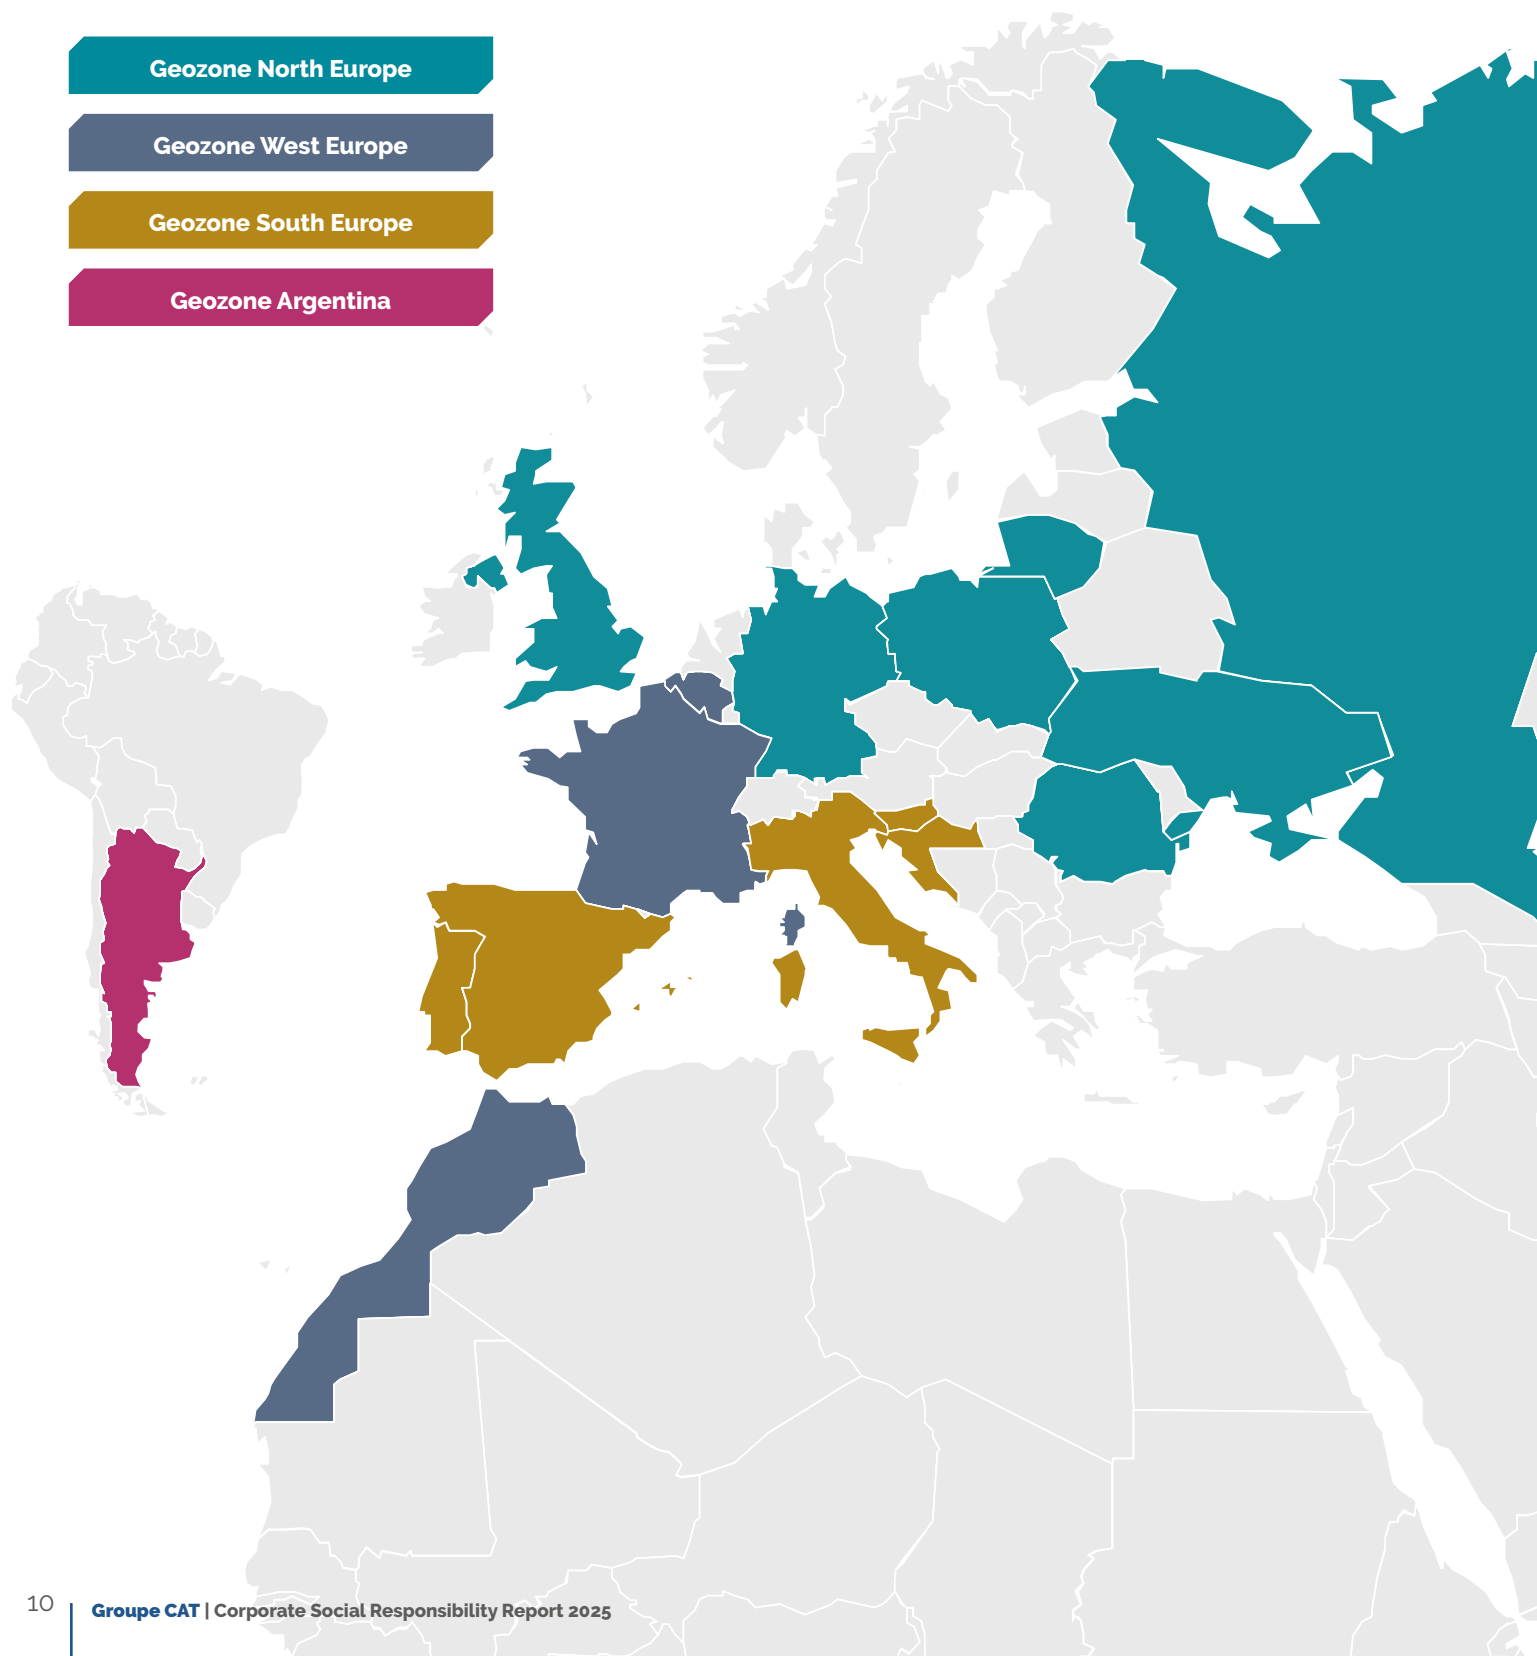 Geozone North Europe
Geozone West Europe
Geozone South Europe
Geozone Argentina
10
Groupe CAT | Corporate Social Responsibility Report 2025